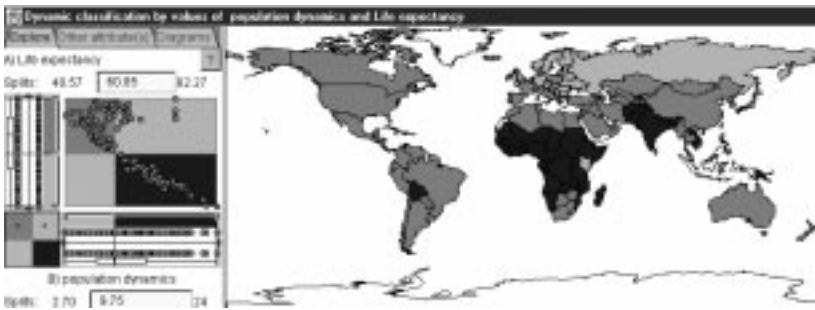 Dynamic classification by values of population dynamics and Life expectancy
Explore Other attribute(s) Diagrams
A) Life expectancy ?
Splits: 40.57 60.85 82.27
B) population dynamics
Splits: 2.70 9.75 24